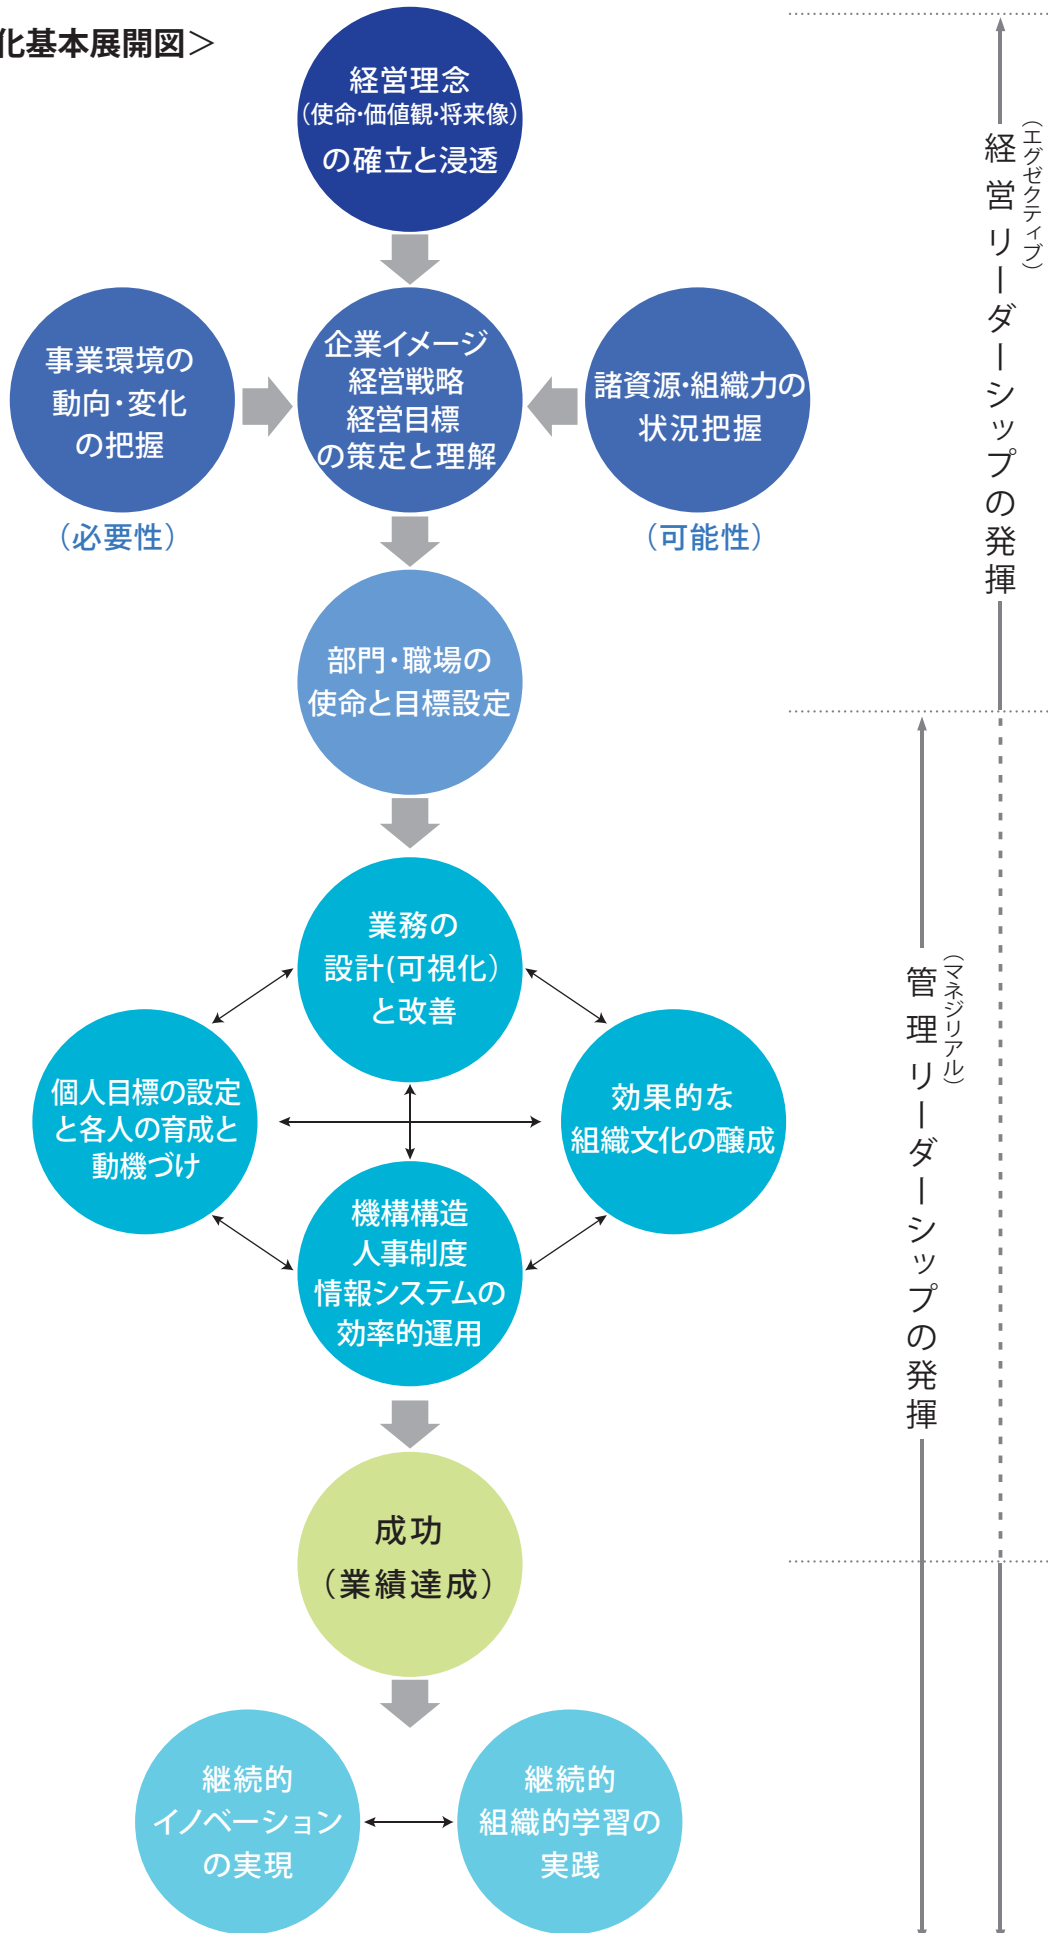 化基本展開図＞
経営理念
（使命・価値観・将来像）
の確立と浸透
事業環境の
動向・変化
の把握
（必要性）
企業イメージ
経営戦略
経営目標
の策定と理解
諸資源・組織力の
状況把握
（可能性）
部門・職場の
使命と目標設定
業務の
設計(可視化）
と改善
個人目標の設定
と各人の育成と
動機づけ
効果的な
組織文化の醸成
機構構造
人事制度
情報システムの
効率的運用
成功
（業績達成）
継続的
イノベーション
の実現
継続的
組織的学習の
実践
経営リーダーシップの発揮
（エグゼクティブ）
管理リーダーシップの発揮
（マネジリアル）